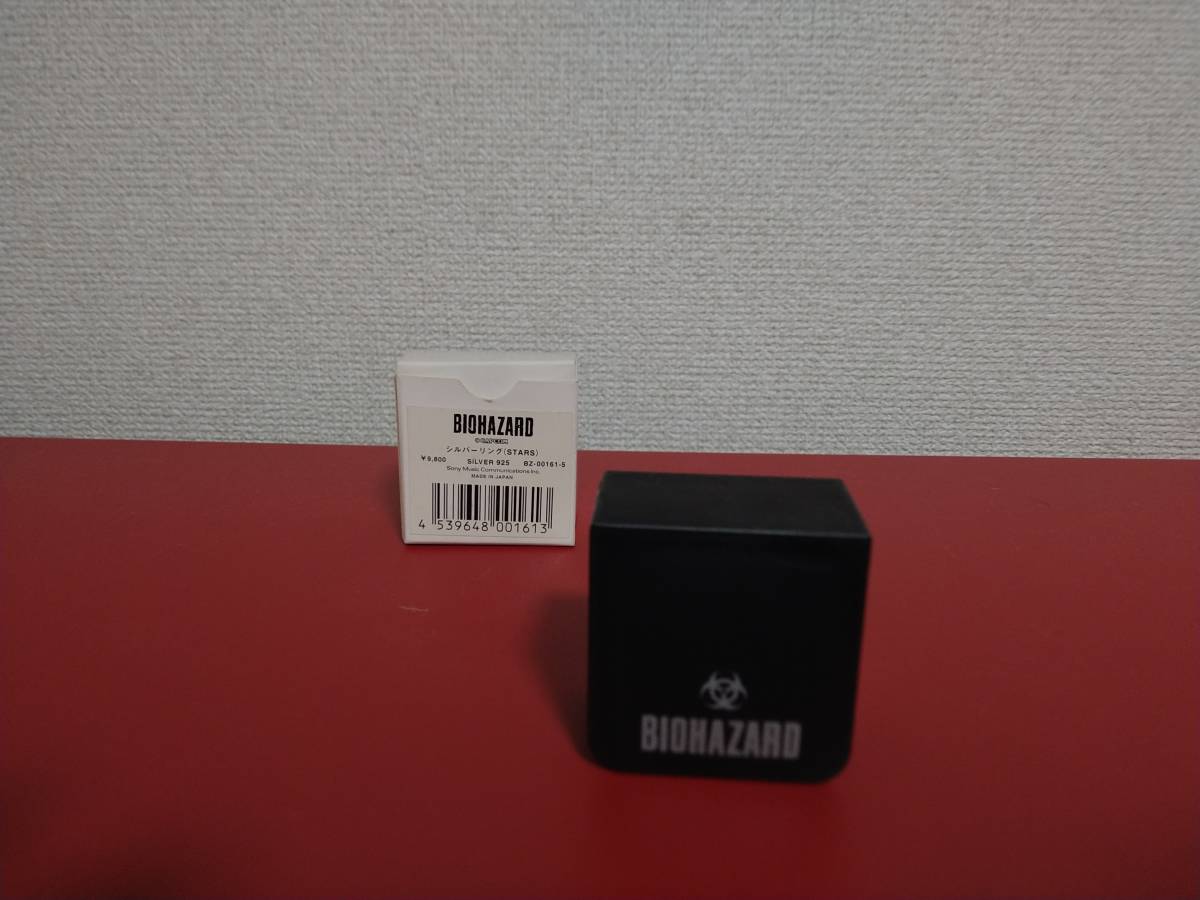 BIOHAZARD
©CAPCOM
シルバーリング(STARS)
¥9,800 SILVER 925 BZ-00161-5
Sony Music Communications Inc.
MADE IN JAPAN
4 539648 001613
BIOHAZARD